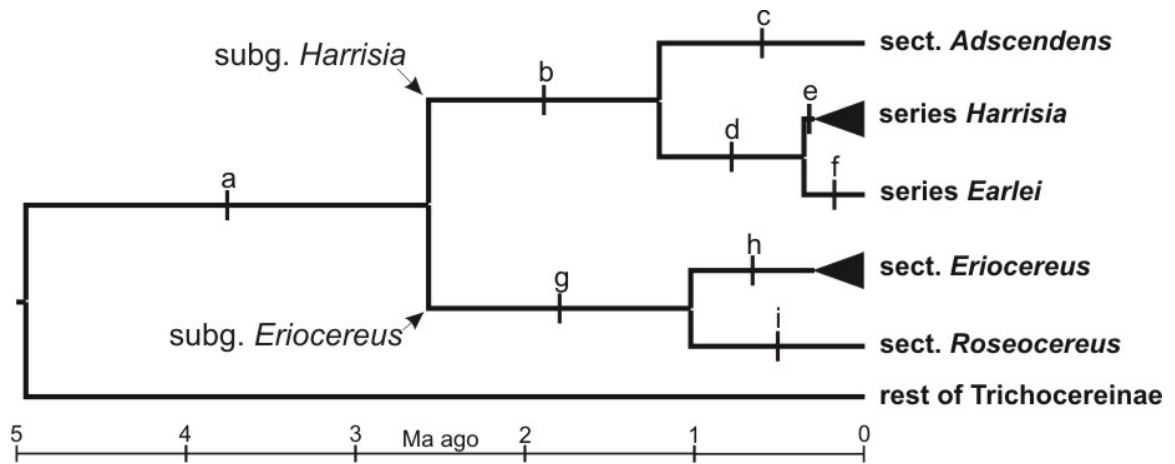 c
sect. Adscendens
subg. Harrisia
b
e
series Harrisia
d
a
f
series Earlei
h
sect. Eriocereus
g
i
subg. Eriocereus
sect. Roseocereus
rest of Trichocereinae
5 4 3 Ma ago 2 1 0